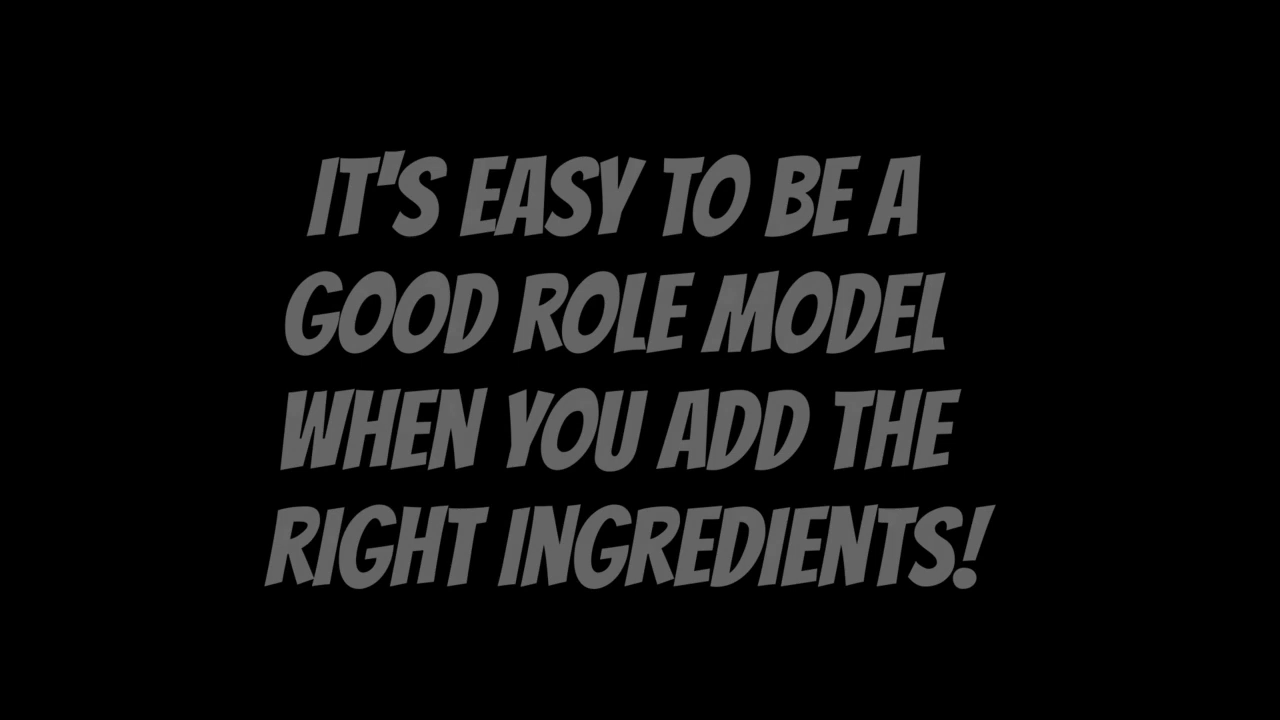 IT'S EASY TO BE A
GOOD ROLE MODEL
WHEN YOU ADD THE
RIGHT INGREDIENTS!